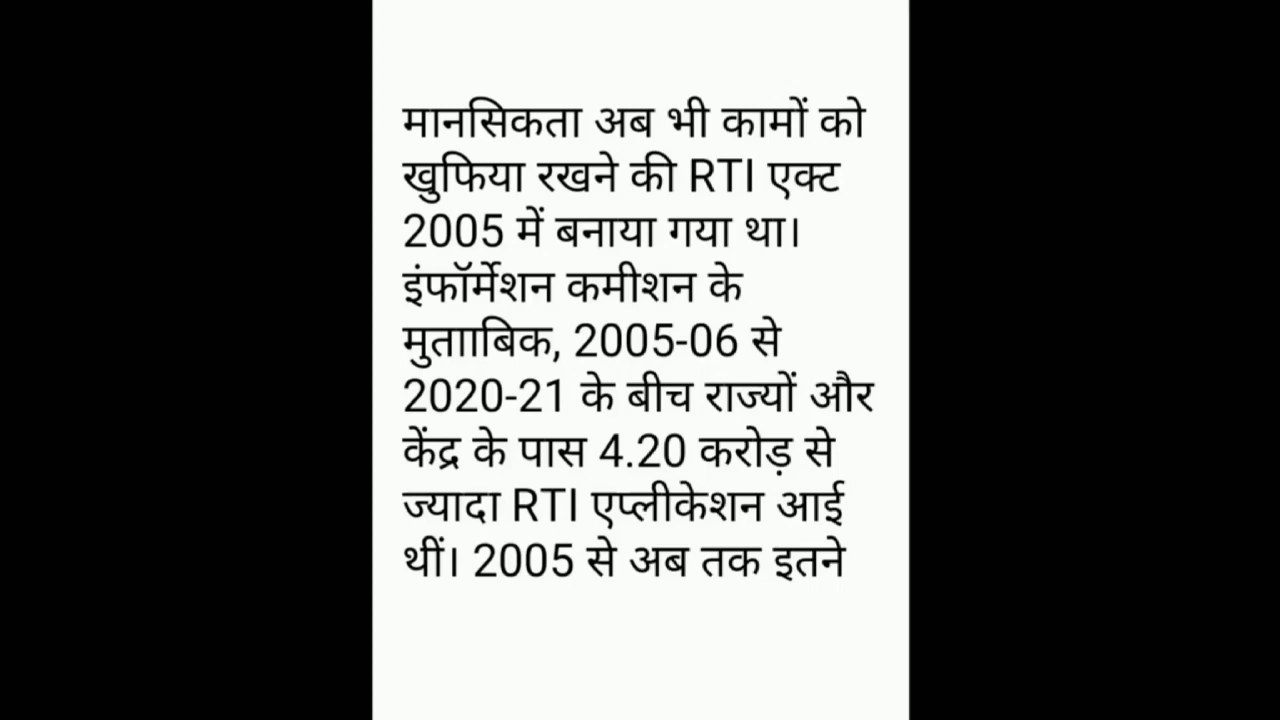 मानसिकता अब भी कामों को
खुफिया रखने की RTI एक्ट
2005 में बनाया गया था।
इंफॉर्मेशन कमीशन के
मुतााबिक, 2005-06 से
2020-21 के बीच राज्यों और
केंद्र के पास 4.20 करोड़ से
ज्यादा RTI एप्लीकेशन आई
थीं। 2005 से अब तक इतने